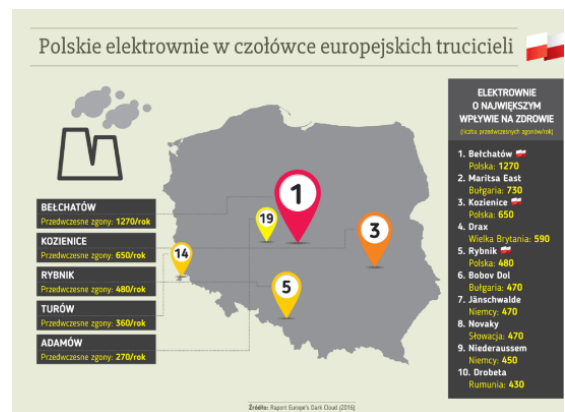 Polskie elektrownie w czołówce europejskich trucicieli
BEŁCHATÓW
Przedwczesne zgony: 1270/rok
KOZIENICE
Przedwczesne zgony: 650/rok
RYBNIK
Przedwczesne zgony: 480/rok
TURÓW
Przedwczesne zgony: 360/rok
ADAMÓW
Przedwczesne zgony: 270/rok
1
19
3
14
5
ELEKTROWNIE
O NAJWIĘKSZYM
WPŁYWIE NA ZDROWIE
(liczba przedwczesnych zgonów/rok)
1. Bełchatów
Polska: 1270
2. Maritsa East
Bułgaria: 730
3. Kozienice
Polska: 650
4. Drax
Wielka Brytania: 590
5. Rybnik
Polska: 480
6. Bobov Dol
Bułgaria: 470
7. Jänschwalde
Niemcy: 470
8. Novaky
Słowacja: 470
9. Niederaussem
Niemcy: 450
10. Drobeta
Rumunia: 430
Źródło: Raport Europe's Dark Cloud (2016)